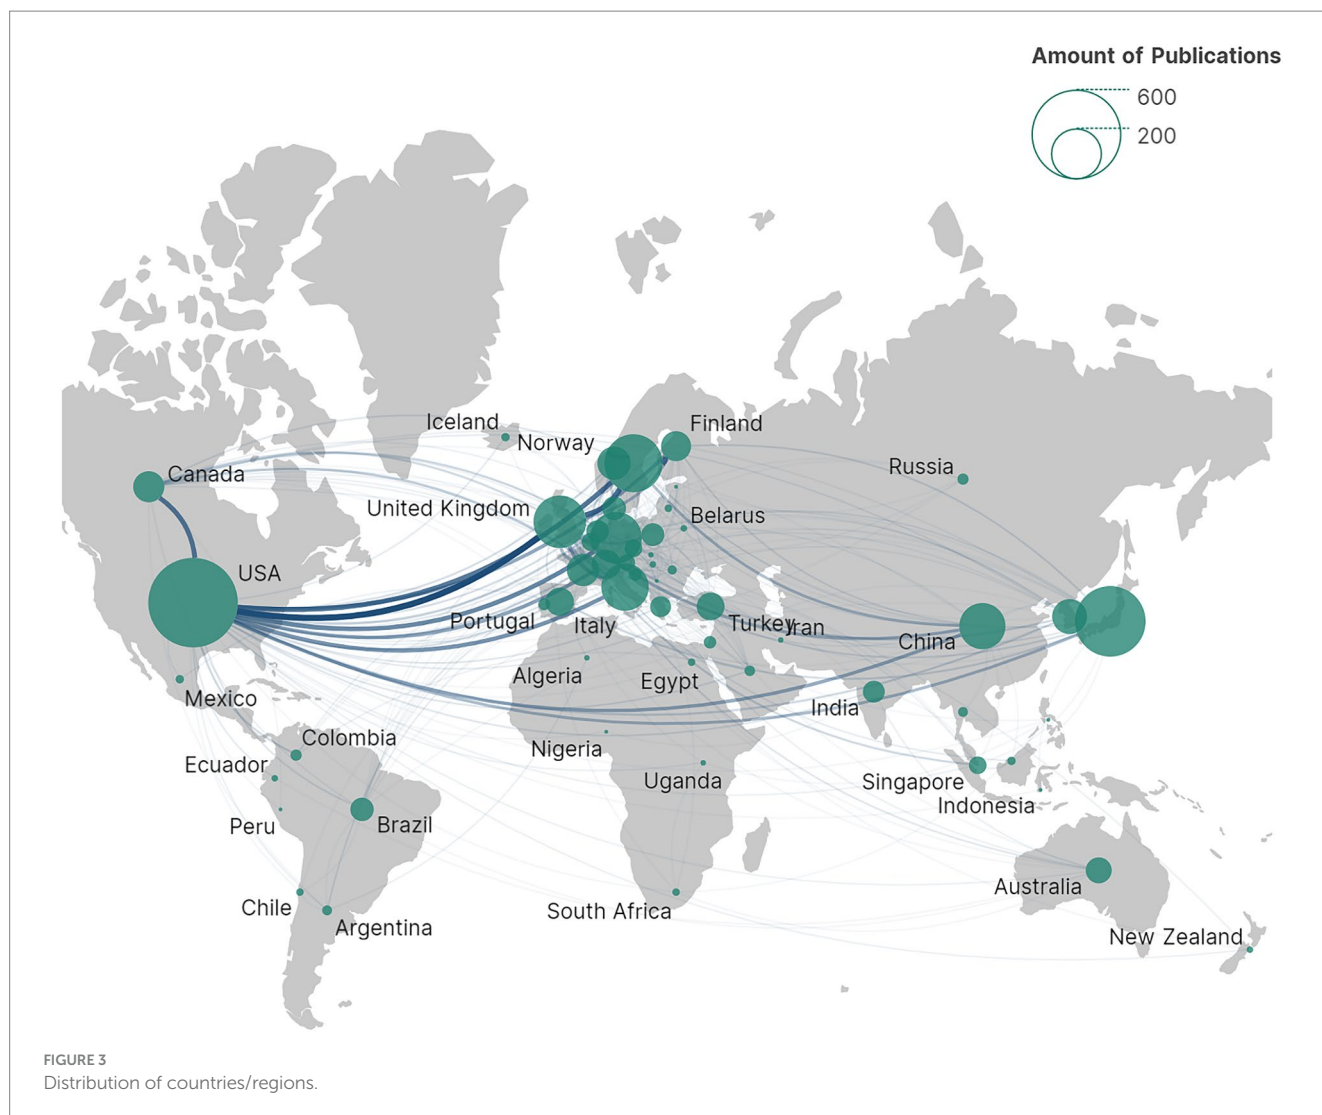 Amount of Publications
600
200
Iceland
Norway
Finland
Canada
Russia
United Kingdom
Belarus
USA
Portugal
Italy
Turkey
Iran
China
Algeria
Egypt
Mexico
India
Colombia
Nigeria
Ecuador
Uganda
Singapore
Indonesia
Peru
Brazil
Australia
Chile
South Africa
Argentina
New Zealand
FIGURE 3
Distribution of countries/regions.